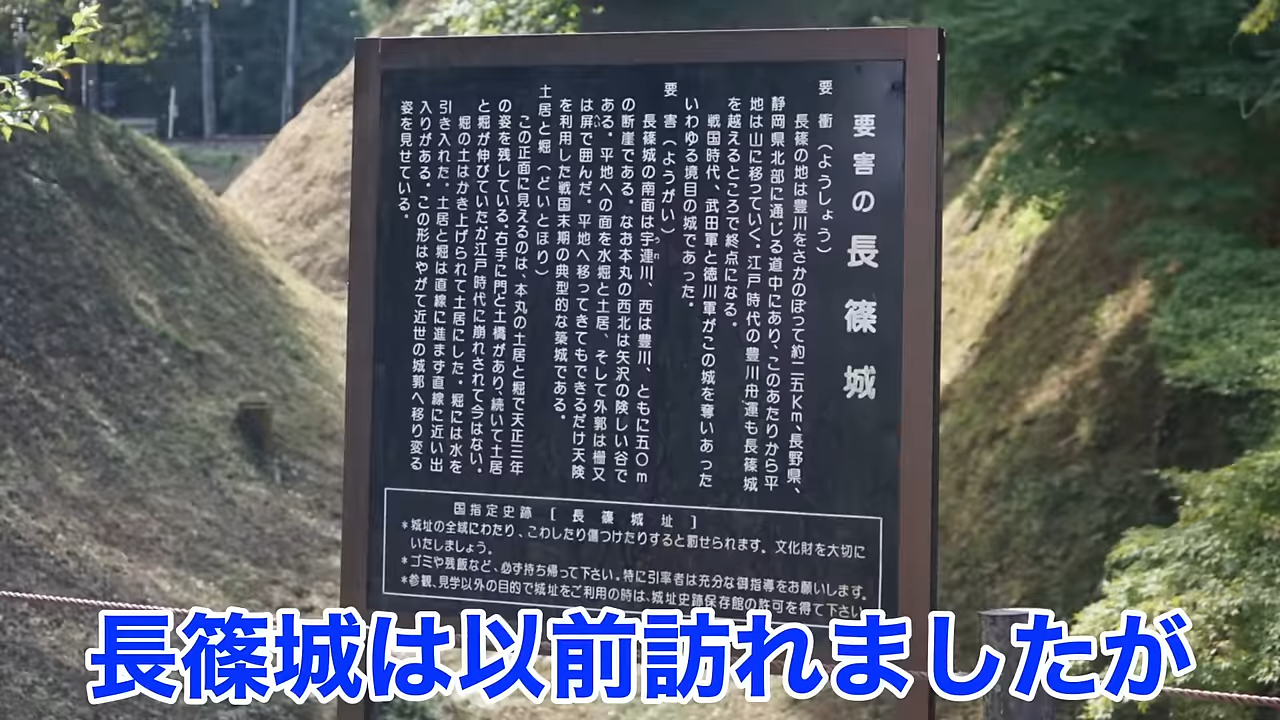 要害の長篠城
要衝（ようしょう）
長篠の地は豊川をさかのぼって約二五Km、長野県、
静岡県北部に通じる道中にあり、このあたりから平
地は山に移っていく。江戸時代の豊川舟運も長篠城
を越えるところで終点になる。
戦国時代、武田軍と徳川軍がこの城を奪いあった
いわゆる境目の城であった。
要害（ようがい）
長篠城の南面は宇連川、西は豊川、ともに五〇m
の断崖である。なお本丸の西北は矢沢の険しい谷で
ある。平地への面を水堀と土居、そして外郭は柵又
は屏で囲んだ。平地へ移ってきてもできるだけ天険
を利用した戦国末期の典型的な築城である。
土居と堀（どいとほり）
この正面に見えるのは、本丸の土居と堀で天正三年
の姿を残している。右手に門と土橋があり、続いて土居
と堀が伸びていたが江戸時代に崩れされて今はない。
堀の土はかき上げられて土居にした。堀には水を
引き入れた。土居と堀は直線に進まず直線に近い出
入りがある。この形はやがて近世の城郭へ移り変る
姿を見せている。
国指定史跡 [ 長篠城址 ]
*城址の全域にわたり、こわしたり傷つけたりすると罰せられます。文化財を大切に
いたしましょう。
*ゴミや残飯など、必ず持ち帰って下さい。特に引率者は充分な御指導をお願いします。
*参観、見学以外の目的で城址をご利用の時は、城址史跡保存館の許可を得て下さい
長篠城は以前訪れましたが